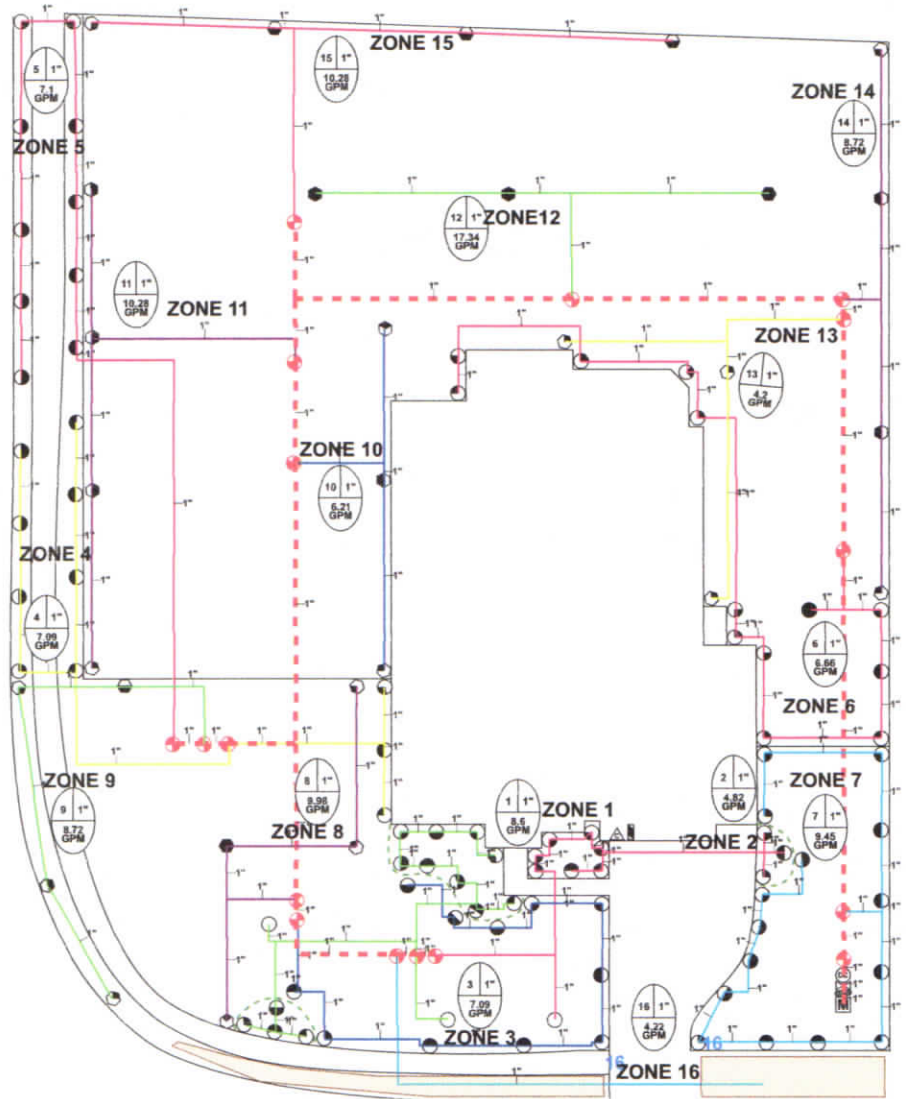 ZONE 15
5 1"
7.1
GPM
15 1"
10.28
GPM
ZONE 14
14 1"
8.72
GPM
ZONE 5
12 1"
17.34
GPM
ZONE12
11 1"
10.28
GPM
ZONE 11
ZONE 13
13 1"
4.2
GPM
ZONE 10
10 1"
6.21
GPM
ZONE 4
4 1"
7.09
GPM
6 1"
6.66
GPM
ZONE 6
ZONE 9
9 1"
8.72
GPM
8 1"
9.98
GPM
ZONE 8
1 1"
8.6
GPM
ZONE 1
2 1"
4.82
GPM
ZONE 2
ZONE 7
7 1"
9.45
GPM
3 1"
7.09
GPM
ZONE 3
16 1"
4.22
GPM
16
16
ZONE 16